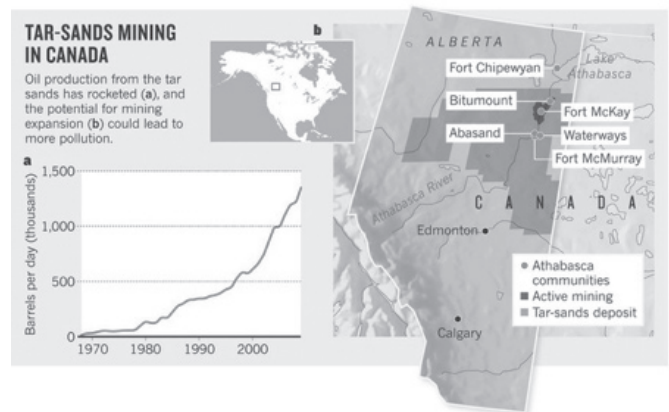 TAR-SANDS MINING
IN CANADA
Oil production from the tar
sands has rocketed (a), and
the potential for mining
expansion (b) could lead to
more pollution.
a
Barrels per day (thousands)
1,500
1,000
500
0
1970
1980
1990
2000
b
ALBERTA
Fort Chipewyan
Lake
Athabasca
Bitumount
Fort McKay
Abasand
Waterways
Fort McMurray
Athabasca River
CANADA
Edmonton
Athabasca
communities
Active mining
Tar-sands deposit
Calgary